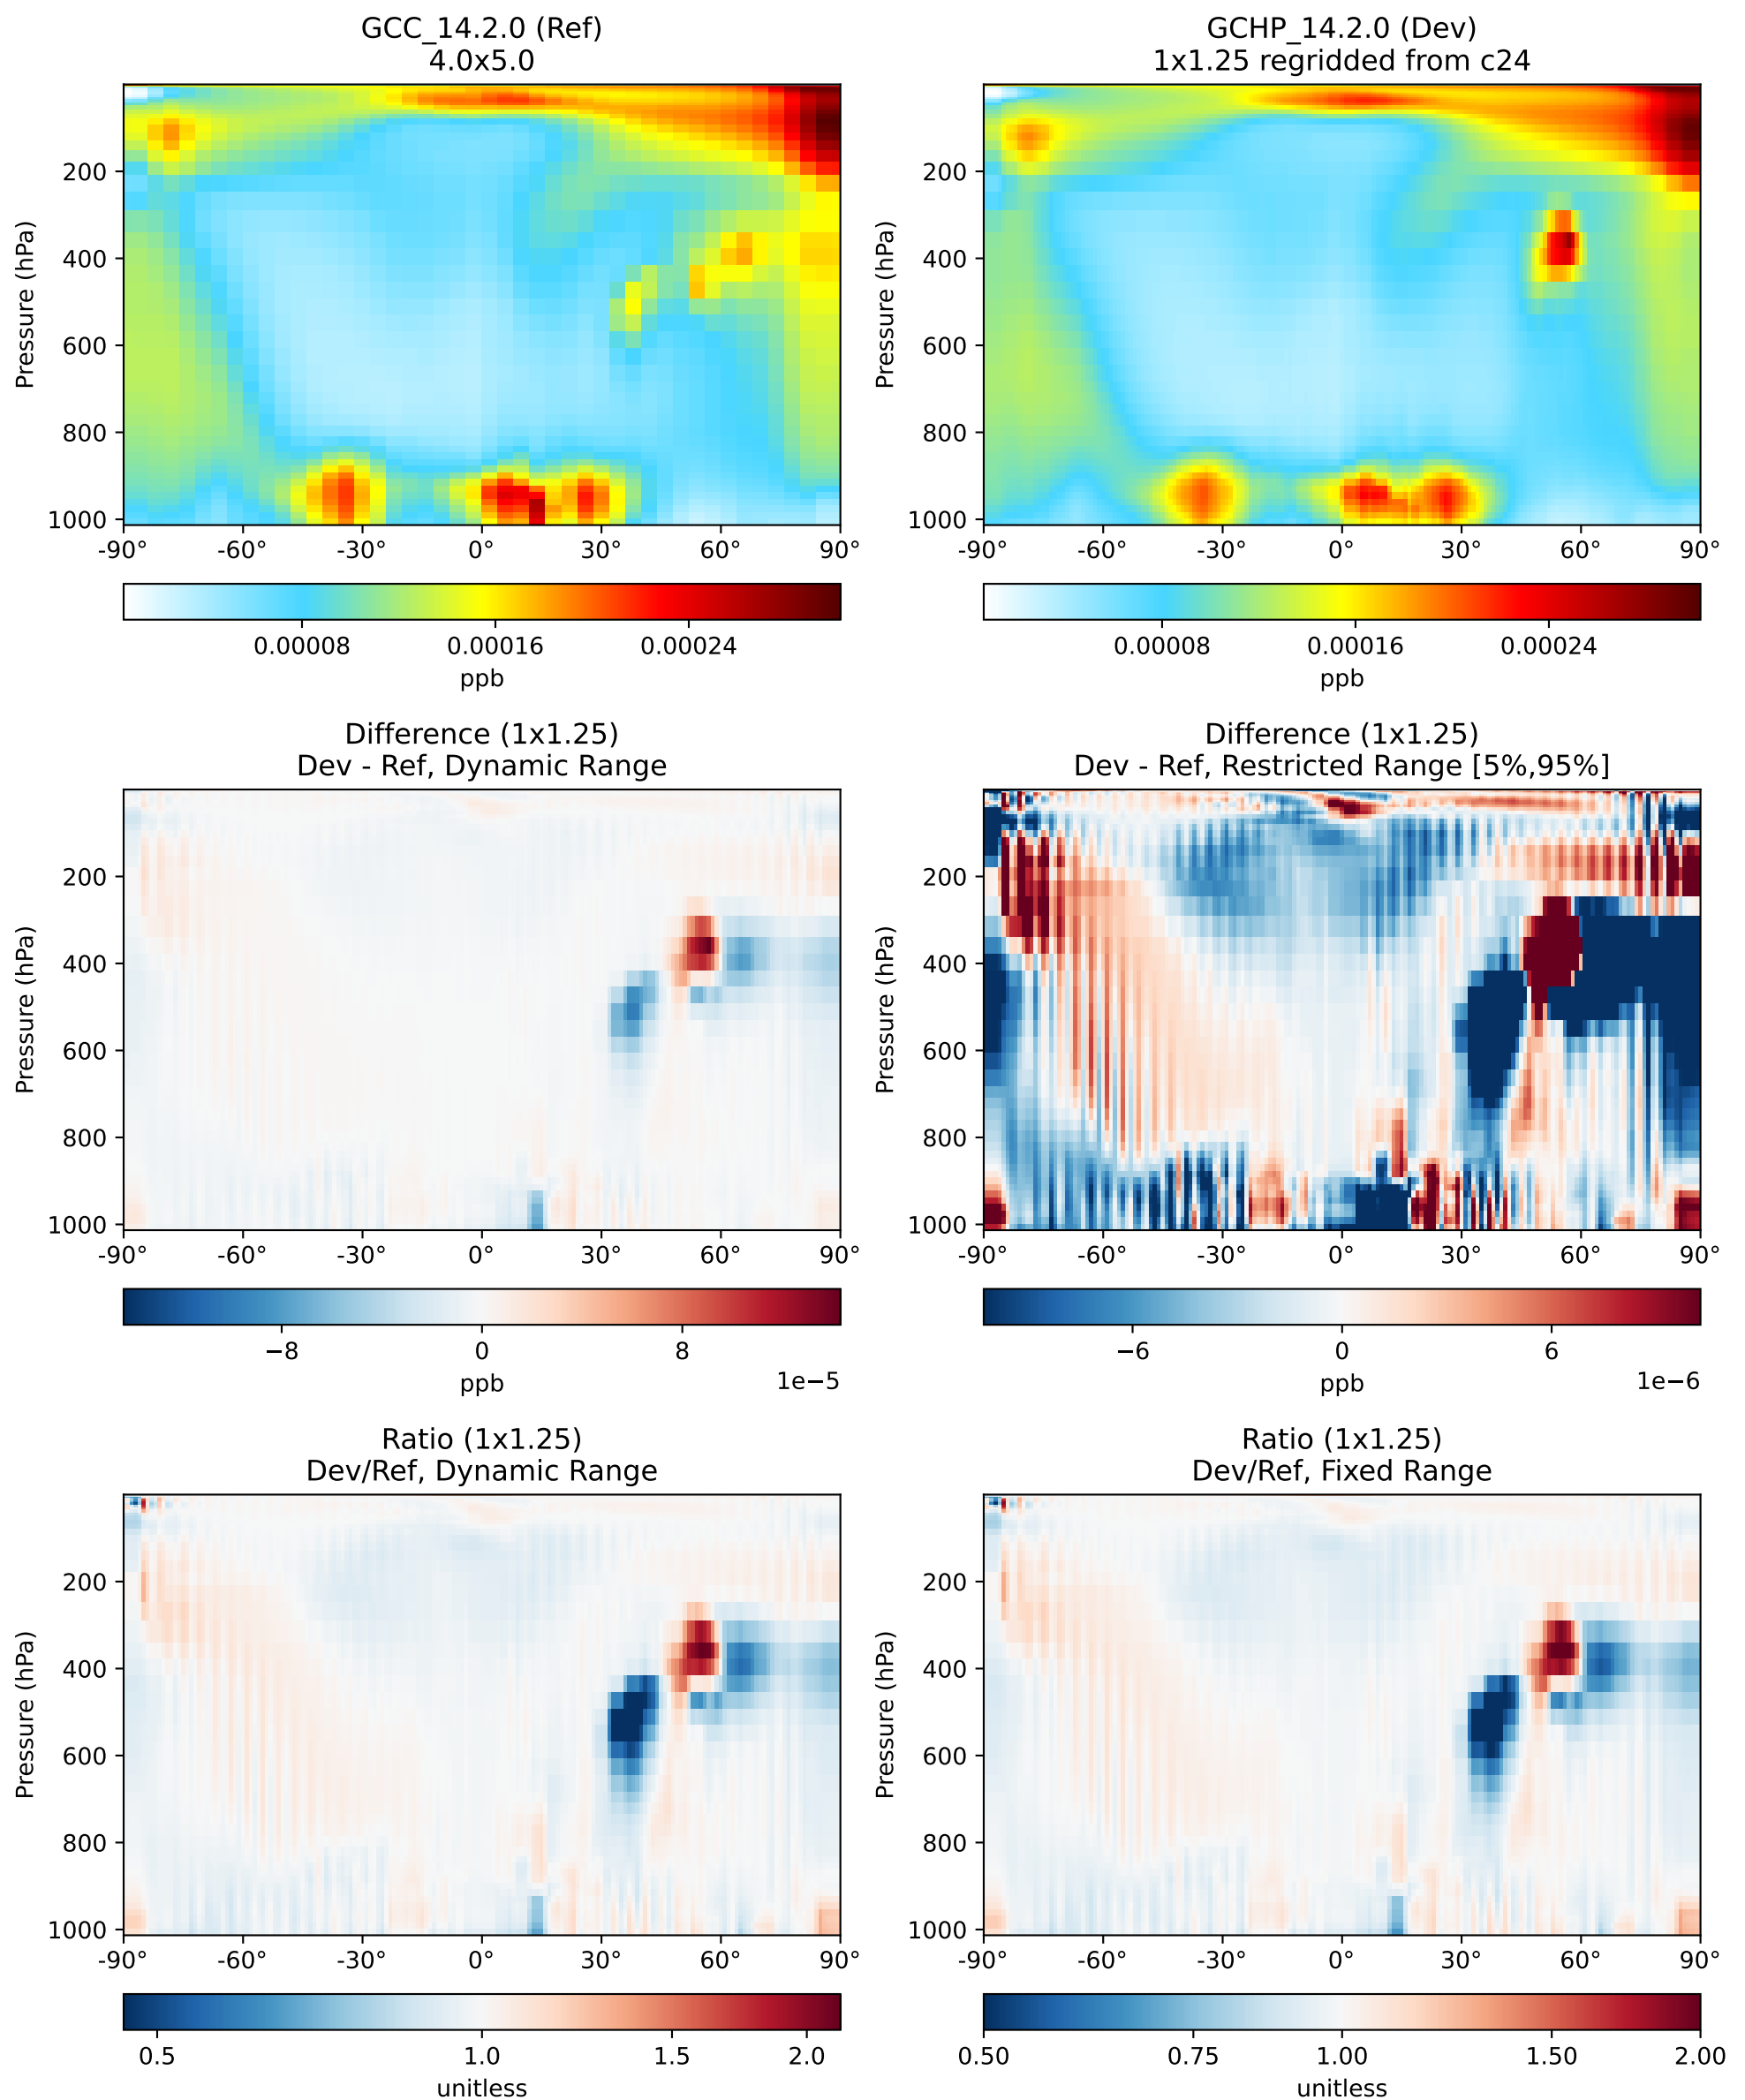 GCC_14.2.0 (Ref)
4.0x5.0
Pressure (hPa)
200
400
600
800
1000
-90° -60° -30° 0° 30° 60° 90°
0.00008 0.00016 0.00024
ppb
GCHP_14.2.0 (Dev)
1x1.25 regridded from c24
Pressure (hPa)
200
400
600
800
1000
-90° -60° -30° 0° 30° 60° 90°
0.00008 0.00016 0.00024
ppb
Difference (1x1.25)
Dev - Ref, Dynamic Range
Pressure (hPa)
200
400
600
800
1000
-90° -60° -30° 0° 30° 60° 90°
−8 0 8
ppb 1e−5
Difference (1x1.25)
Dev - Ref, Restricted Range [5%,95%]
Pressure (hPa)
200
400
600
800
1000
-90° -60° -30° 0° 30° 60° 90°
−6 0 6
ppb 1e−6
Ratio (1x1.25)
Dev/Ref, Dynamic Range
Pressure (hPa)
200
400
600
800
1000
-90° -60° -30° 0° 30° 60° 90°
0.5 1.0 1.5 2.0
unitless
Ratio (1x1.25)
Dev/Ref, Fixed Range
Pressure (hPa)
200
400
600
800
1000
-90° -60° -30° 0° 30° 60° 90°
0.50 0.75 1.00 1.50 2.00
unitless